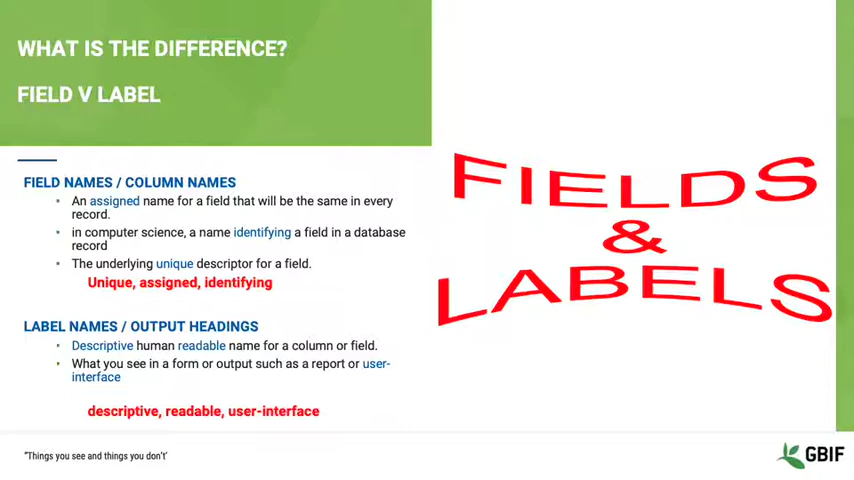 WHAT IS THE DIFFERENCE?
FIELD V LABEL
FIELD NAMES / COLUMN NAMES
• An assigned name for a field that will be the same in every
record.
• in computer science, a name identifying a field in a database
record
• The underlying unique descriptor for a field.
Unique, assigned, identifying
LABEL NAMES / OUTPUT HEADINGS
• Descriptive human readable name for a column or field.
• What you see in a form or output such as a report or user-
interface
descriptive, readable, user-interface
FIELDS
&
LABELS
"Things you see and things you don't'
GBIF